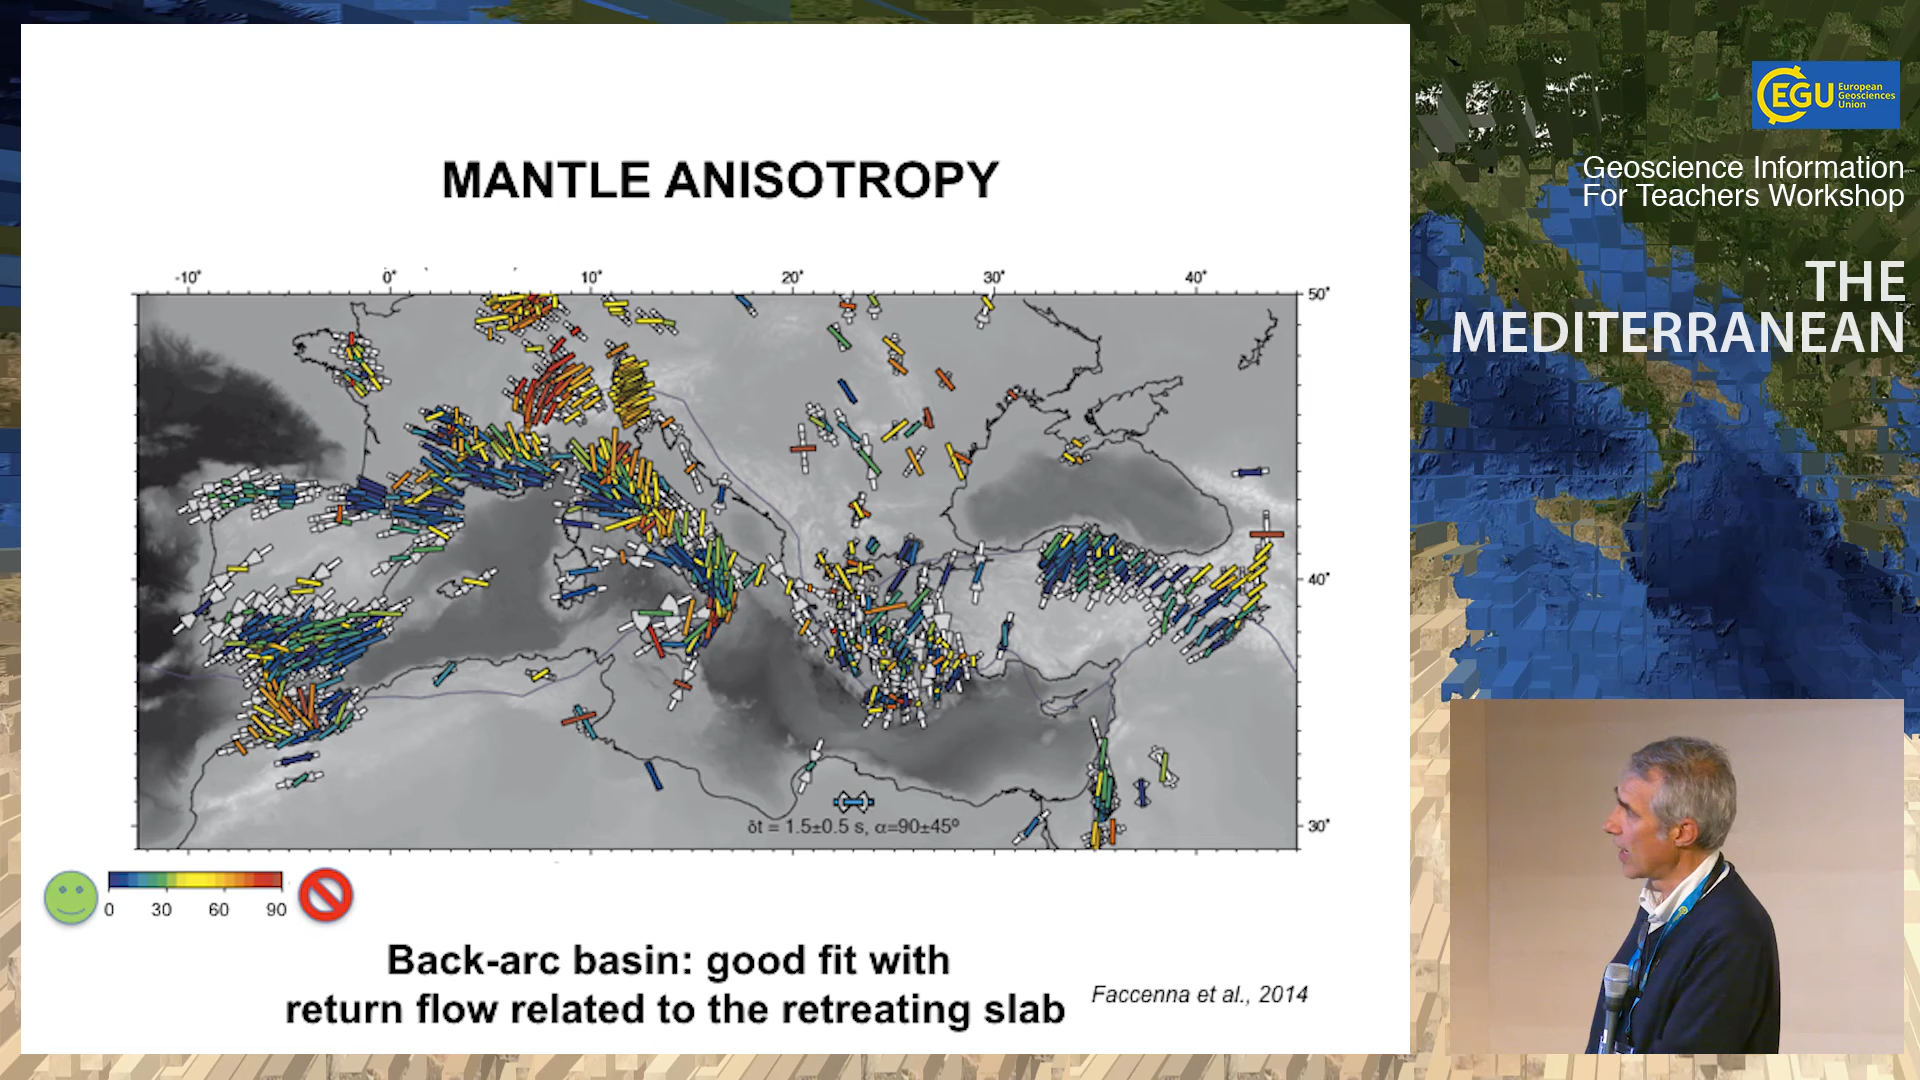 MANTLE ANISOTROPY
-10° 0° 10° 20° 30° 40°
50°
40°
30°
δt = 1.5±0.5 s, α=90±45°
0 30 60 90
Back-arc basin: good fit with
return flow related to the retreating slab
Faccenna et al., 2014
EGU European
Geosciences
Union
Geoscience Information
For Teachers Workshop
THE
MEDITERRANEAN